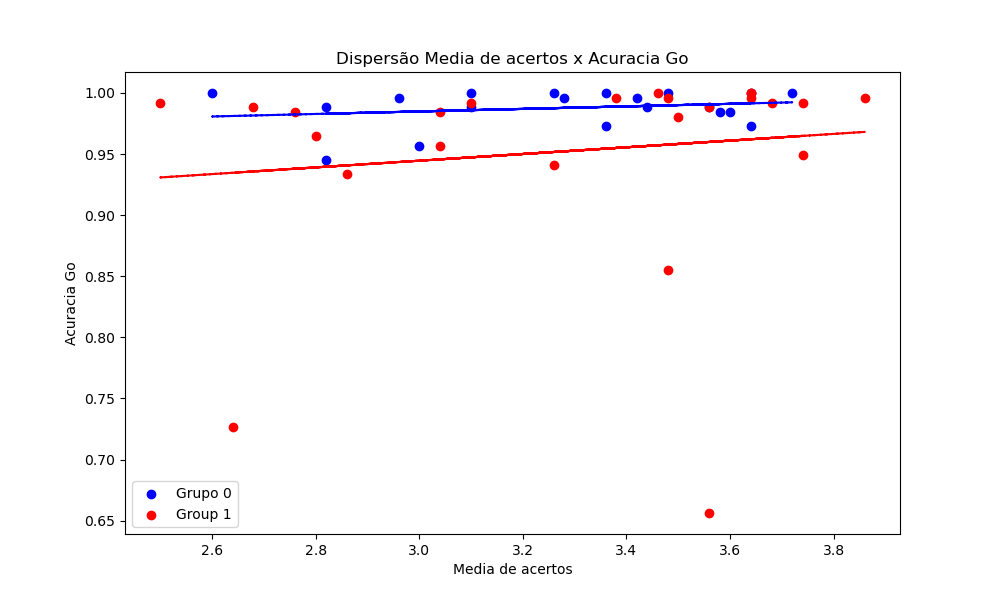 Dispersão Media de acertos x Acuracia Go
1.00
0.95
0.90
0.85
0.80
0.75
0.70
0.65
Acuracia Go
Grupo 0
Group 1
2.6 2.8 3.0 3.2 3.4 3.6 3.8
Media de acertos